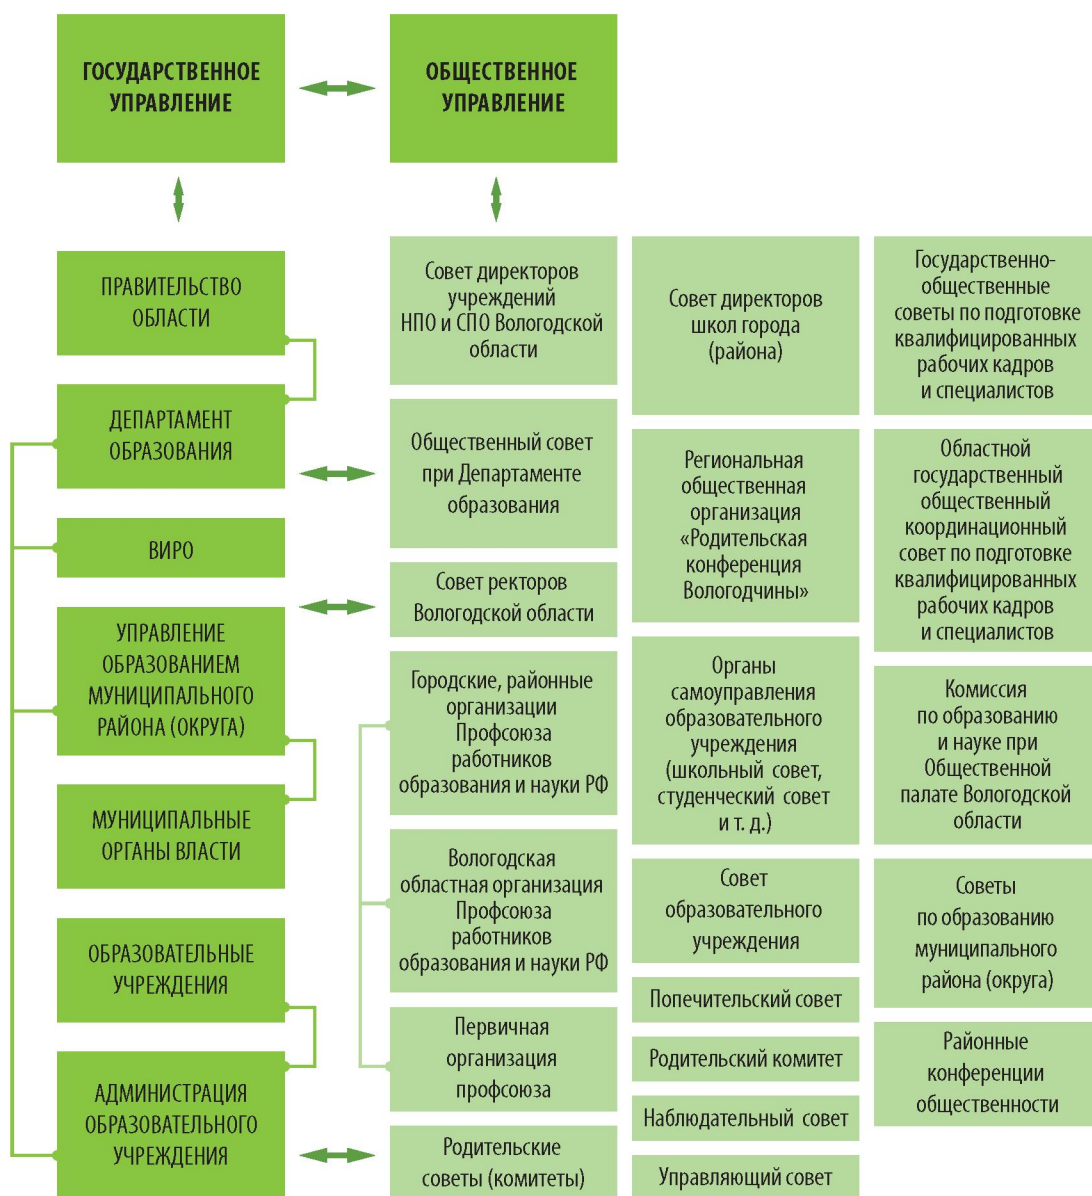 ГОСУДАРСТВЕННОЕ
УПРАВЛЕНИЕ
ОБЩЕСТВЕННОЕ
УПРАВЛЕНИЕ
ПРАВИТЕЛЬСТВО
ОБЛАСТИ
ДЕПАРТАМЕНТ
ОБРАЗОВАНИЯ
ВИРО
УПРАВЛЕНИЕ
ОБРАЗОВАНИЕМ
МУНИЦИПАЛЬНОГО
РАЙОНА (ОКРУГА)
МУНИЦИПАЛЬНЫЕ
ОРГАНЫ ВЛАСТИ
ОБРАЗОВАТЕЛЬНЫЕ
УЧРЕЖДЕНИЯ
АДМИНИСТРАЦИЯ
ОБРАЗОВАТЕЛЬНОГО
УЧРЕЖДЕНИЯ
Совет директоров
учреждений
НПО и СПО Вологодской
области
Общественный совет
при Департаменте
образования
Совет ректоров
Вологодской области
Городские, районные
организации
Профсоюза
работников
образования и науки РФ
Вологодская
областная организация
Профсоюза
работников
образования и науки РФ
Первичная
организация
профсоюза
Родительские
советы (комитеты)
Совет директоров
школ города
(района)
Региональная
общественная
организация
«Родительская
конференция
Вологодчины»
Органы
самоуправления
образовательного
учреждения
(школьный совет,
студенческий совет
и т. д.)
Совет
образовательного
учреждения
Попечительский совет
Родительский комитет
Наблюдательный совет
Управляющий совет
Государственно-
общественные
советы по подготовке
квалифицированных
рабочих кадров
и специалистов
Областной
государственный
общественный
координационный
совет по подготовке
квалифицированных
рабочих кадров
и специалистов
Комиссия
по образованию
и науке при
Общественной
палате Вологодской
области
Советы
по образованию
муниципального
района (округа)
Районные
конференции
общественности